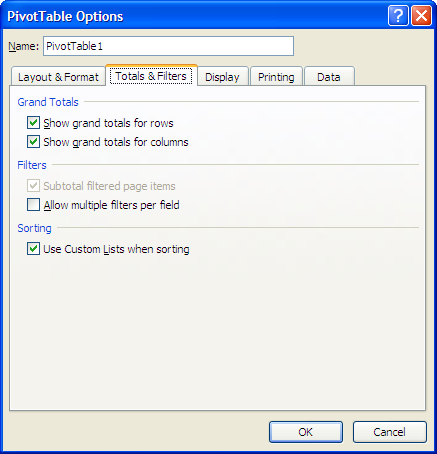 PivotTable Options
Name: PivotTable1
Layout & Format Totals & Filters Display Printing Data
Grand Totals
Show grand totals for rows
Show grand totals for columns
Filters
Subtotal filtered page items
Allow multiple filters per field
Sorting
Use Custom Lists when sorting
OK Cancel